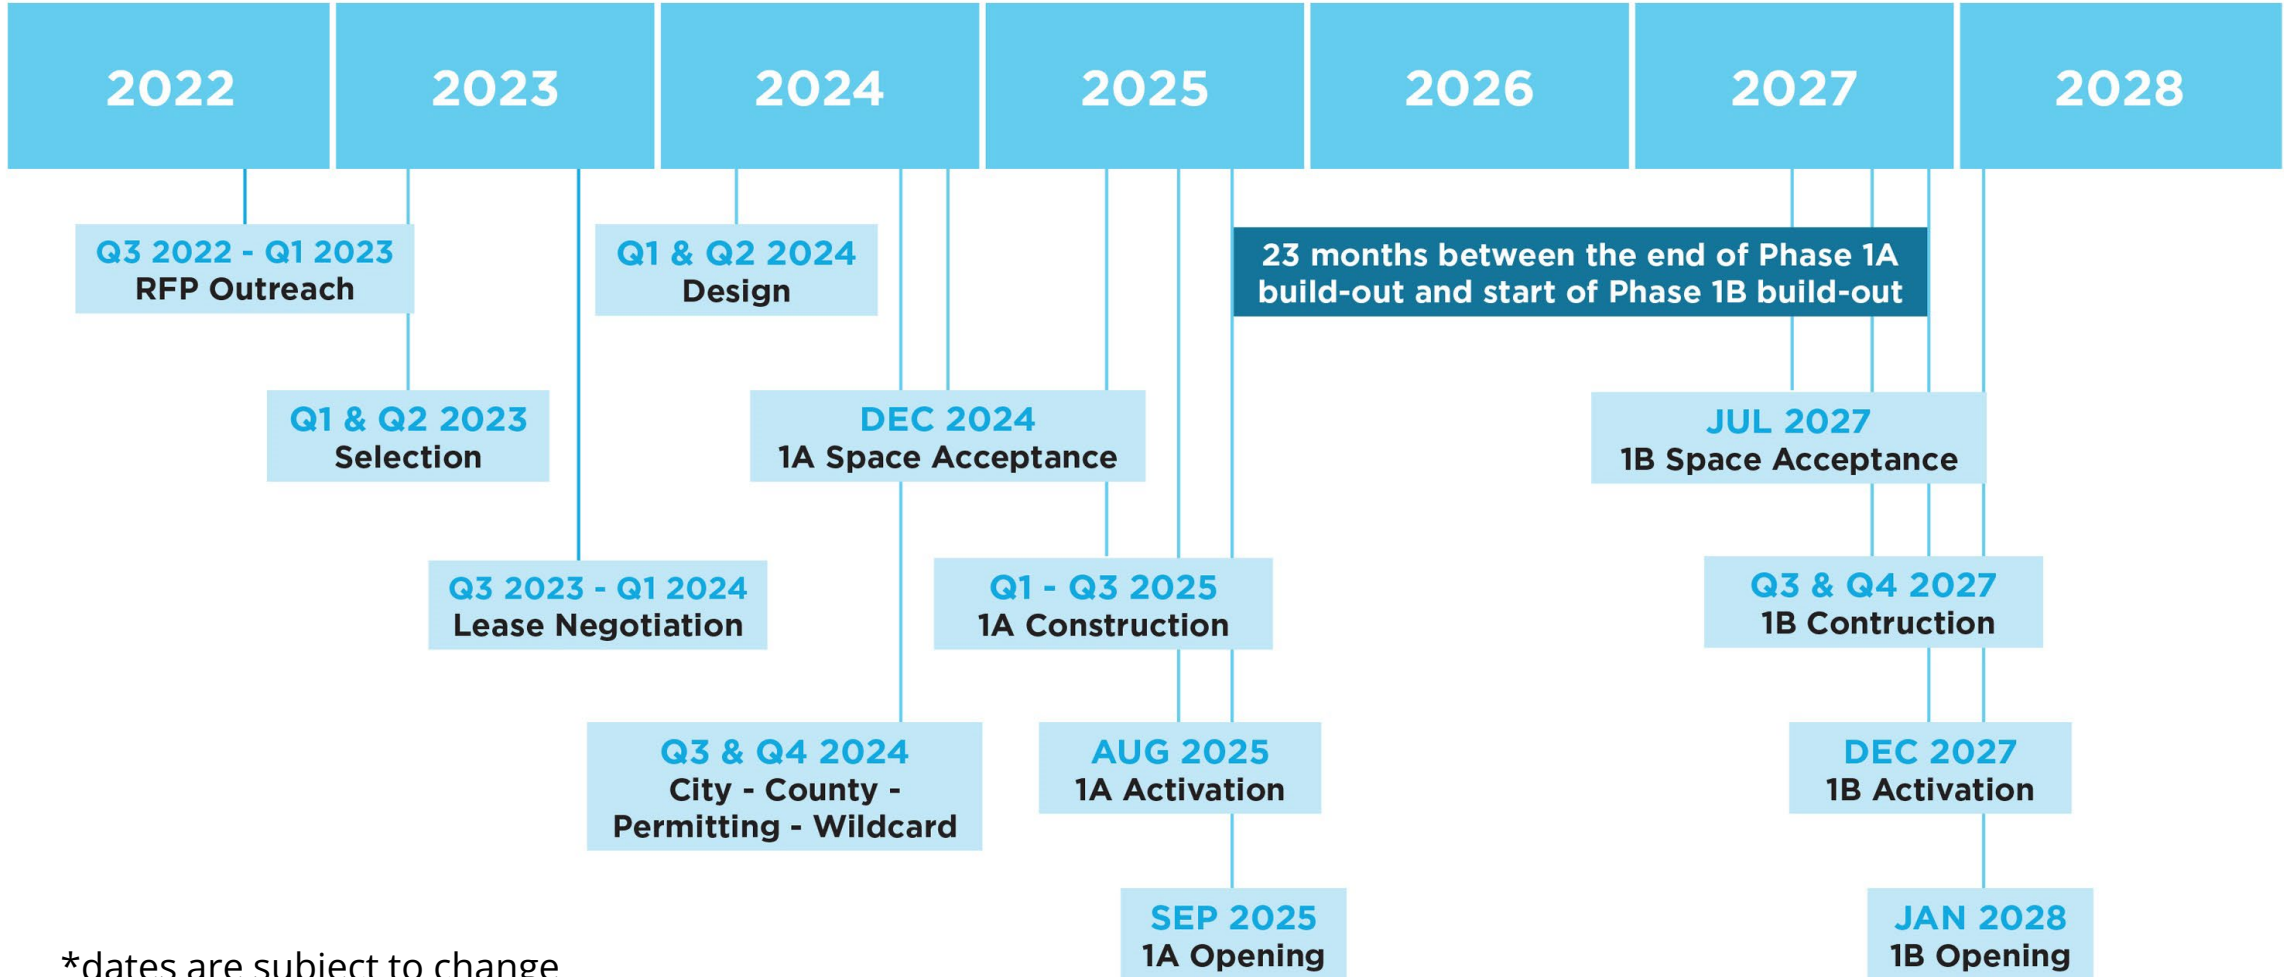 2022
2023
2024
2025
2026
2027
2028
Q3 2022 - Q1 2023
RFP Outreach
Q1 & Q2 2024
Design
23 months between the end of Phase 1A
build-out and start of Phase 1B build-out
Q1 & Q2 2023
Selection
DEC 2024
1A Space Acceptance
JUL 2027
1B Space Acceptance
Q3 2023 - Q1 2024
Lease Negotiation
Q1 - Q3 2025
1A Construction
Q3 & Q4 2027
1B Contruction
Q3 & Q4 2024
City - County -
Permitting - Wildcard
AUG 2025
1A Activation
DEC 2027
1B Activation
SEP 2025
1A Opening
JAN 2028
1B Opening
*dates are subject to change